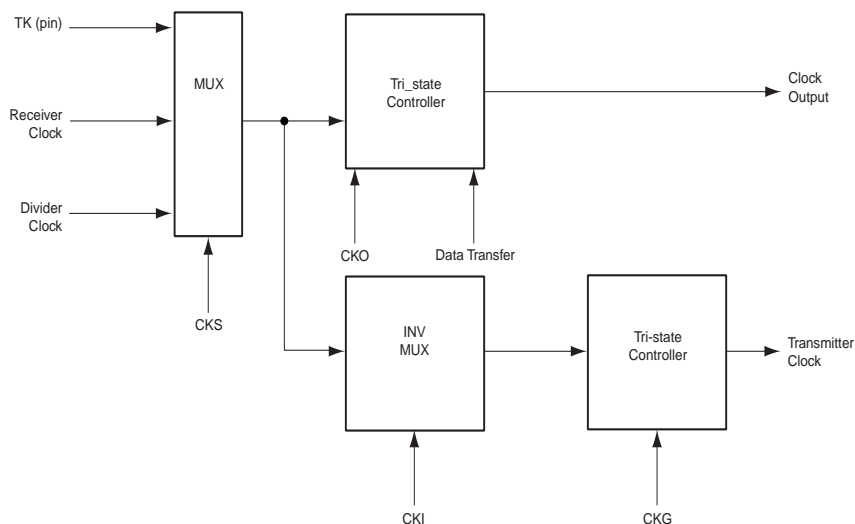 TK (pin)
MUX
Tri_state
Controller
Clock
Output
Receiver
Clock
Divider
Clock
CKO
Data Transfer
CKS
INV
MUX
Tri-state
Controller
Transmitter
Clock
CKI
CKG